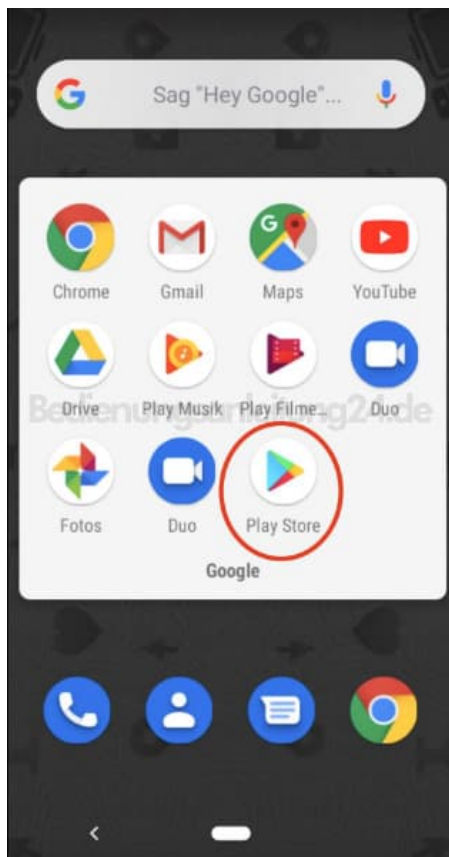 Sag "Hey Google"...
Chrome Gmail Maps YouTube
Bedienungsanleitung24.de
Drive Play Musik Play Filme... Duo
Fotos Duo Play Store
Google